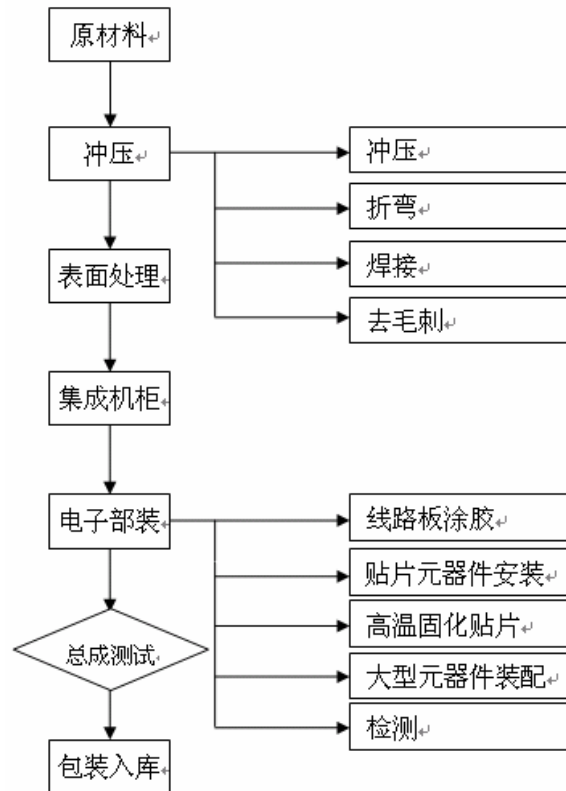 原材料
冲压
冲压
折弯
焊接
去毛刺
表面处理
集成机柜
电子部装
线路板涂胶
贴片元器件安装
高温固化贴片
大型元器件装配
检测
总成测试
包装入库